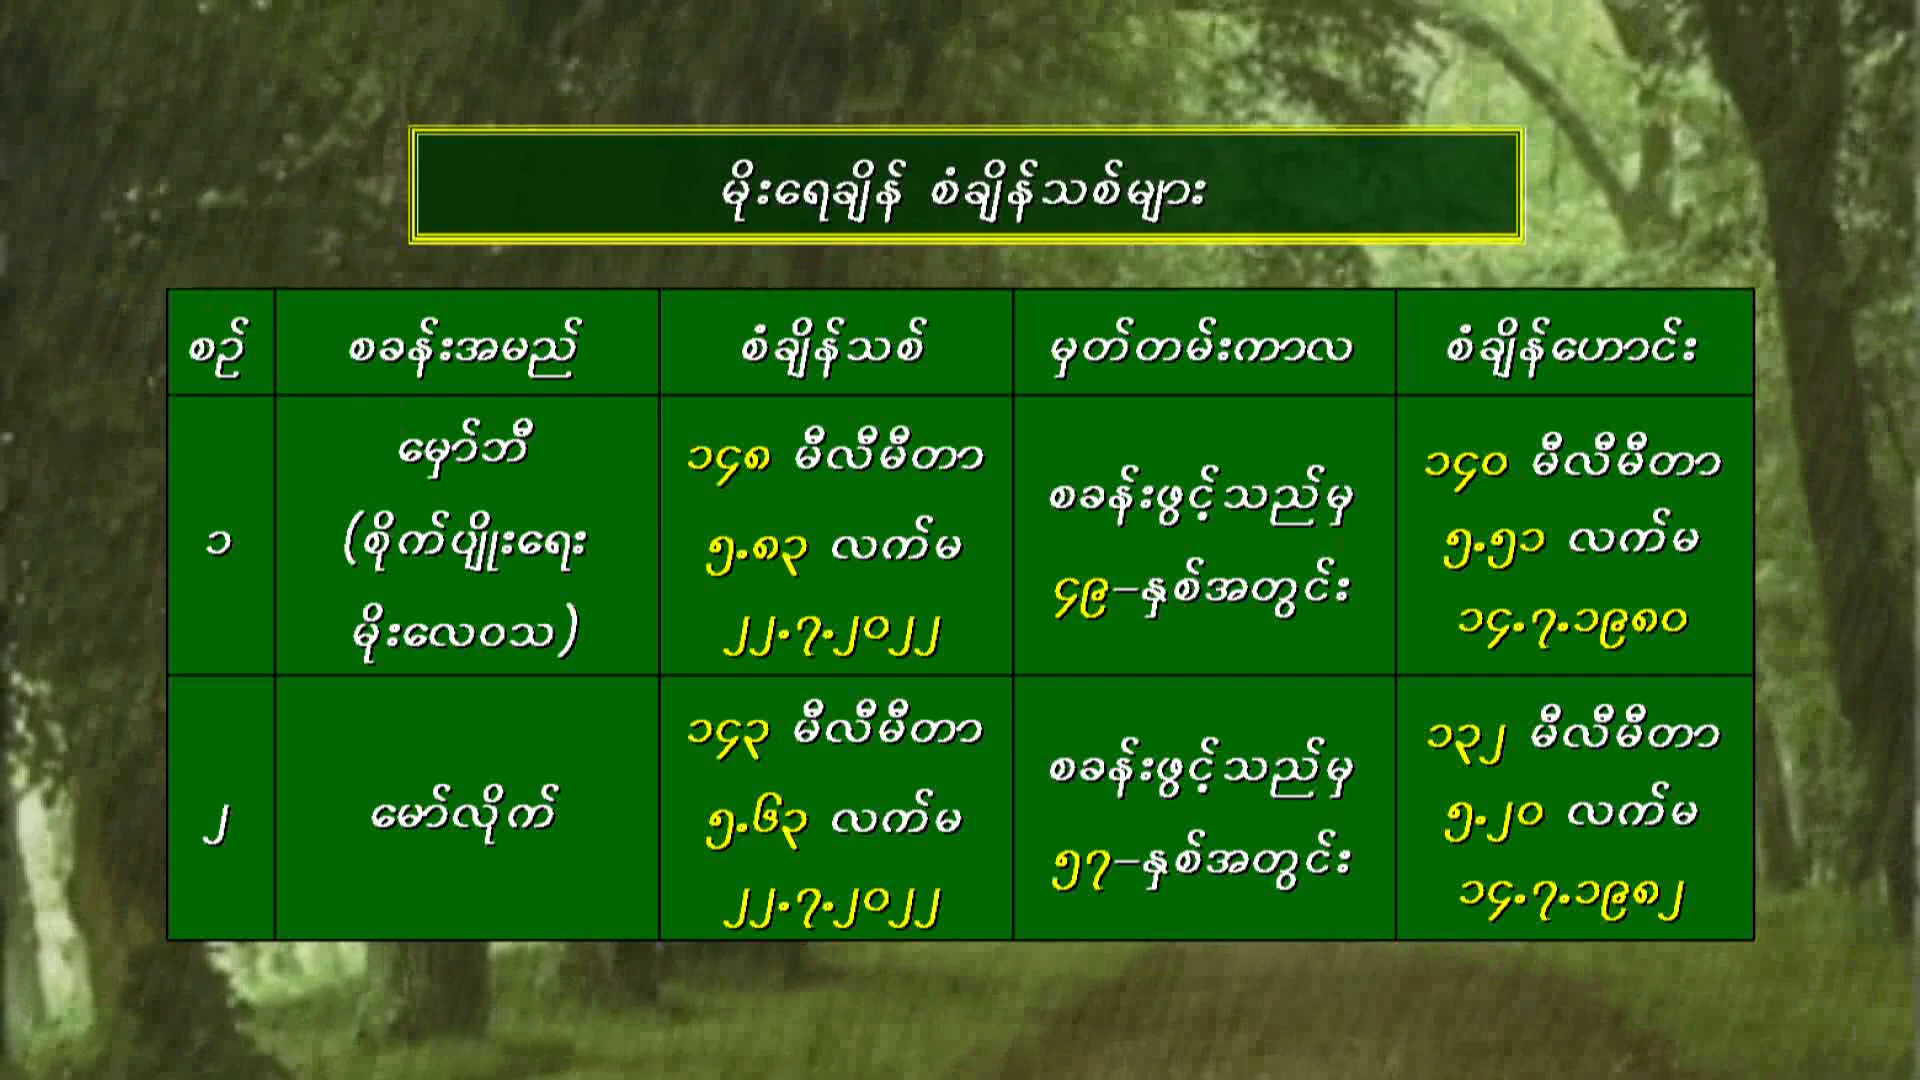 မိုးရေချိန် စံချိန်သစ်များ
စဉ်
စခန်းအမည်
စံချိန်သစ်
မှတ်တမ်းကာလ
စံချိန်ဟောင်း
၁
မှော်ဘီ
(စိုက်ပျိုးရေး
မိုးလေဝသ)
၁၄၈ မီလီမီတာ
၅.၈၃ လက်မ
၂၂.၇.၂၀၂၂
စခန်းဖွင့်သည်မှ
၄၉–နှစ်အတွင်း
၁၄၀ မီလီမီတာ
၅.၅၁ လက်မ
၁၄.၇.၁၉၈၀
၂
မော်လိုက်
၁၄၃ မီလီမီတာ
၅.၆၃ လက်မ
၂၂.၇.၂၀၂၂
စခန်းဖွင့်သည်မှ
၅၇–နှစ်အတွင်း
၁၃၂ မီလီမီတာ
၅.၂၀ လက်မ
၁၄.၇.၁၉၈၂